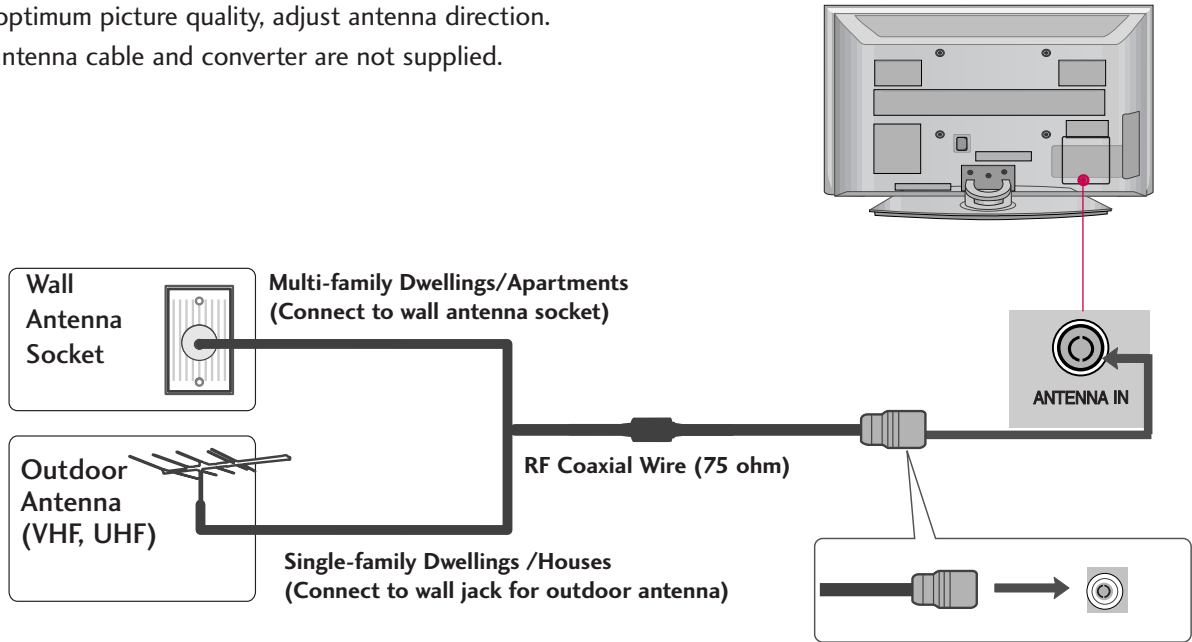 optimum picture quality, adjust antenna direction.
antenna cable and converter are not supplied.
Wall
Antenna
Socket
Multi-family Dwellings/Apartments
(Connect to wall antenna socket)
ANTENNA IN
Outdoor
Antenna
(VHF, UHF)
RF Coaxial Wire (75 ohm)
Single-family Dwellings /Houses
(Connect to wall jack for outdoor antenna)